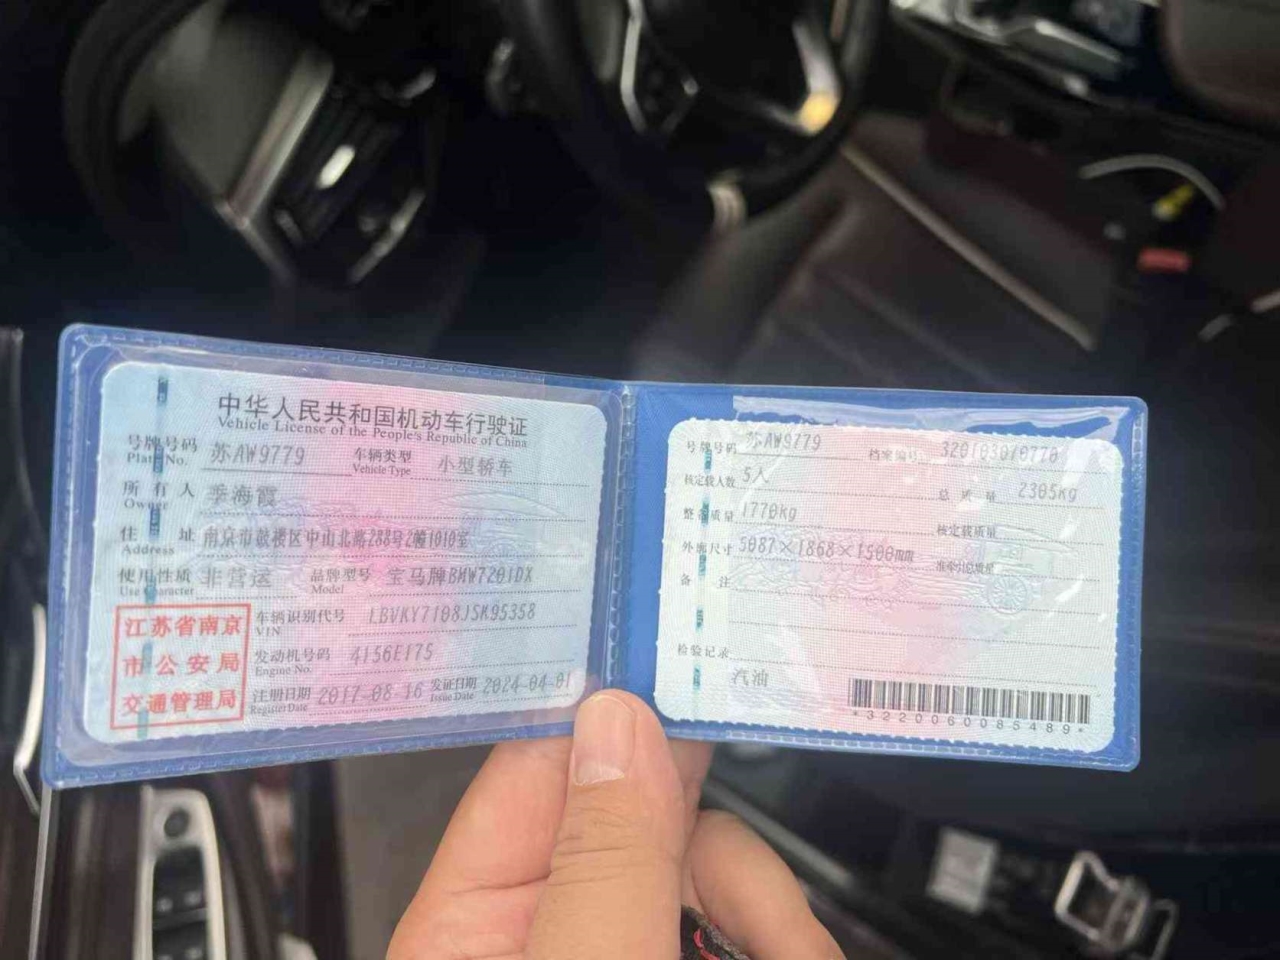 中华人民共和国机动车行驶证
Vehicle License of the People's Republic of China
号牌号码 苏AW9779 车辆类型 小型轿车
Plate No. Vehicle Type
所有人 季海霞
Owner
住址 南京市鼓楼区中山北路288号2幢1010室
Address
使用性质 非营运 品牌型号 宝马牌BMW7201DX
Use Character Model
江苏省南京
市公安局
交通管理局
车辆识别代号 LBVKY7108JSK95358
VIN
发动机号码 4156E175
Engine No.
注册日期 2017-08-16 发证日期 2024-04-01
Register Date Issue Date
号牌号码 苏AW9779 档案编号 320103070770
核定载人数 5人 总质量 2305kg
整备质量 1770kg 核定载质量
外廓尺寸 5087×1868×1500mm 准牵引总质量
备注
检验记录
汽油
*3220060085489*